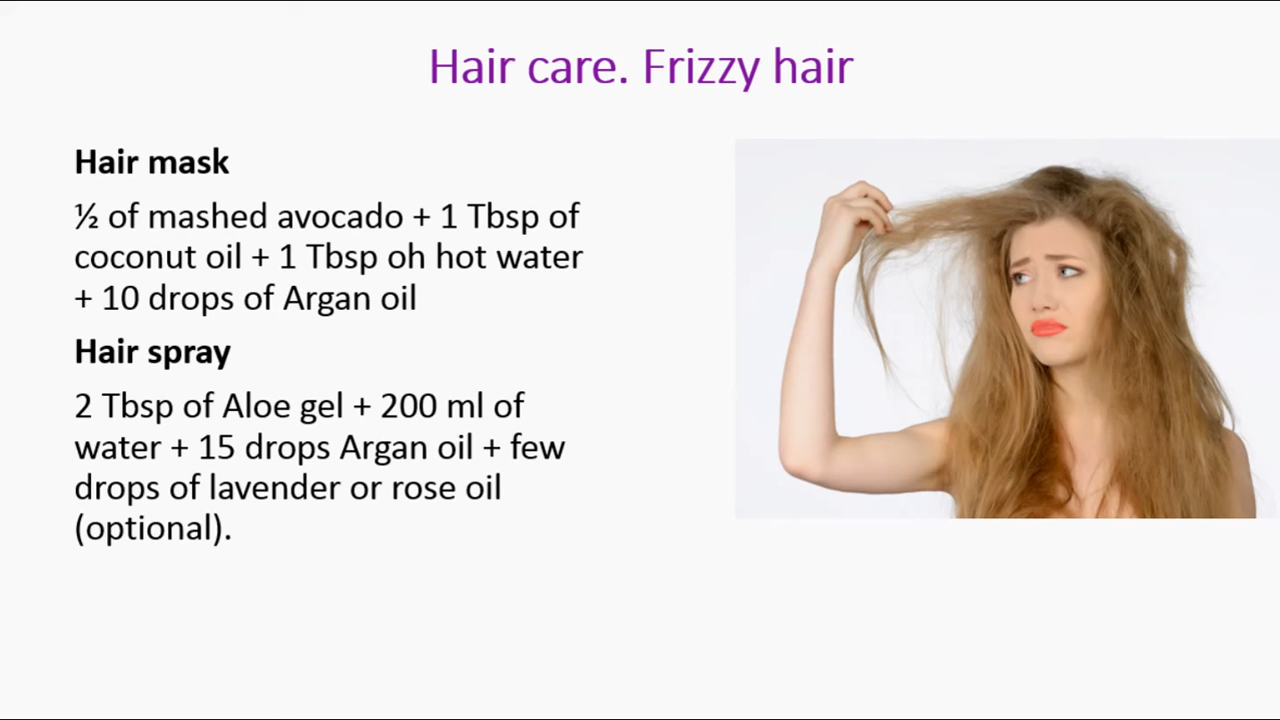 Hair care. Frizzy hair
Hair mask
½ of mashed avocado + 1 Tbsp of
coconut oil + 1 Tbsp oh hot water
+ 10 drops of Argan oil
Hair spray
2 Tbsp of Aloe gel + 200 ml of
water + 15 drops Argan oil + few
drops of lavender or rose oil
(optional).